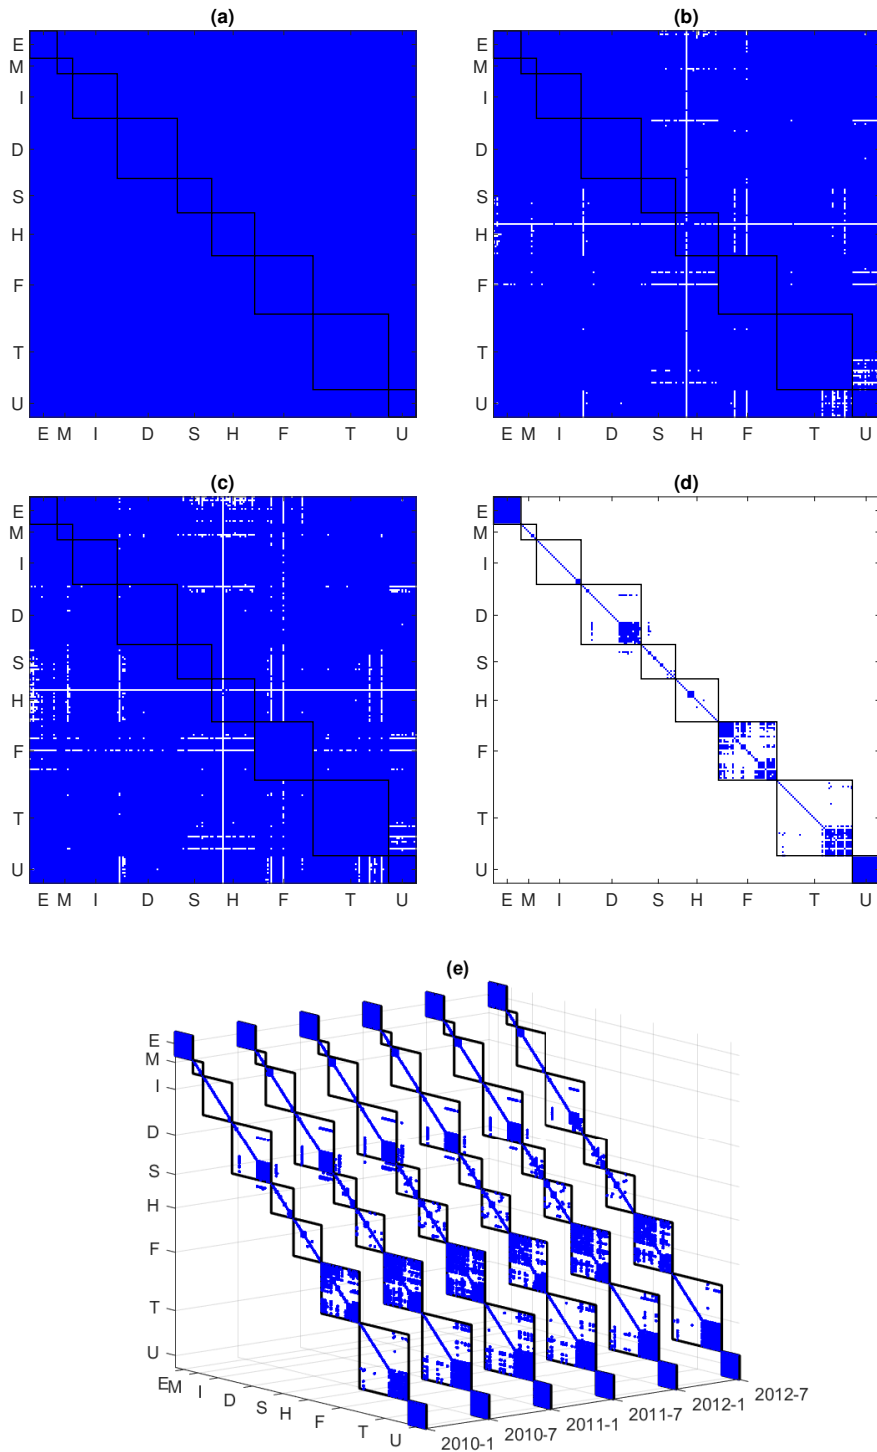 (a)
(b)
E
M
I
D
S
H
F
T
U
E M I D S H F T U
E
M
I
D
S
H
F
T
U
E M I D S H F T U
(c)
(d)
E
M
I
D
S
H
F
T
U
E M I D S H F T U
E
M
I
D
S
H
F
T
U
E M I D S H F T U
(e)
E
M
I
D
S
H
F
T
U
E M I D S H F T U
2010-1 2010-7 2011-1 2011-7 2012-1 2012-7